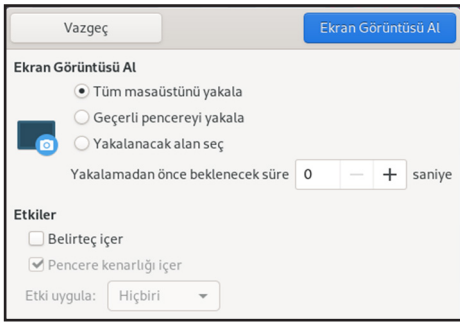 Vazgeç
Ekran Görüntüsü Al
Ekran Görüntüsü Al
Tüm masaüstünü yakala
Geçerli pencereyi yakala
Yakalanacak alan seç
Yakalamadan önce beklenecek süre 0 — + saniye
Etkiler
Belirteç içer
Pencere kenarlığı içer
Etki uygula: Hiçbiri